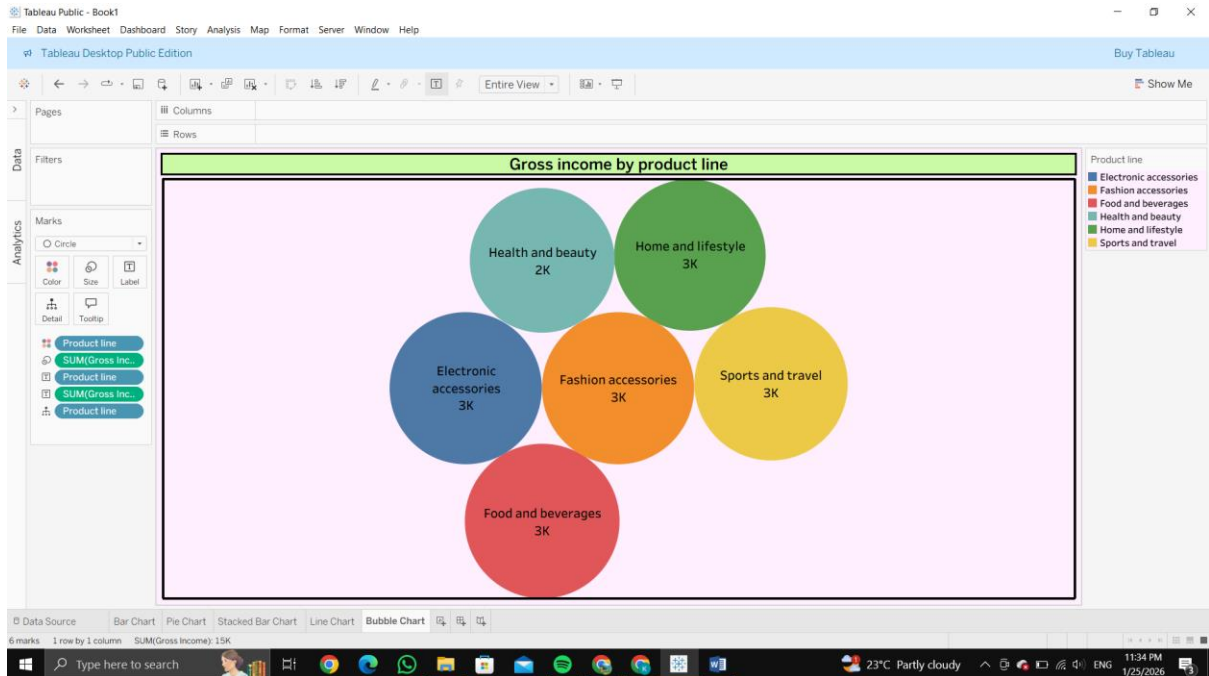 Tableau Public - Book1
File Data Worksheet Dashboard Story Analysis Map Format Server Window Help
Tableau Desktop Public Edition
Buy Tableau
Entire View
Show Me
Data
Analytics
Pages
Filters
Marks
Circle
Color Size Label
Detail Tooltip
Product line
SUM(Gross Inc..
Product line
SUM(Gross Inc..
Product line
Columns
Rows
Gross income by product line
Health and beauty
2K
Home and lifestyle
3K
Electronic
accessories
3K
Fashion accessories
3K
Sports and travel
3K
Food and beverages
3K
Product line
Electronic accessories
Fashion accessories
Food and beverages
Health and beauty
Home and lifestyle
Sports and travel
Data Source Bar Chart Pie Chart Stacked Bar Chart Line Chart Bubble Chart
6 marks 1 row by 1 column SUM(Gross Income): 15K
Type here to search
23°C Partly cloudy
ENG
11:34 PM
1/25/2026
3